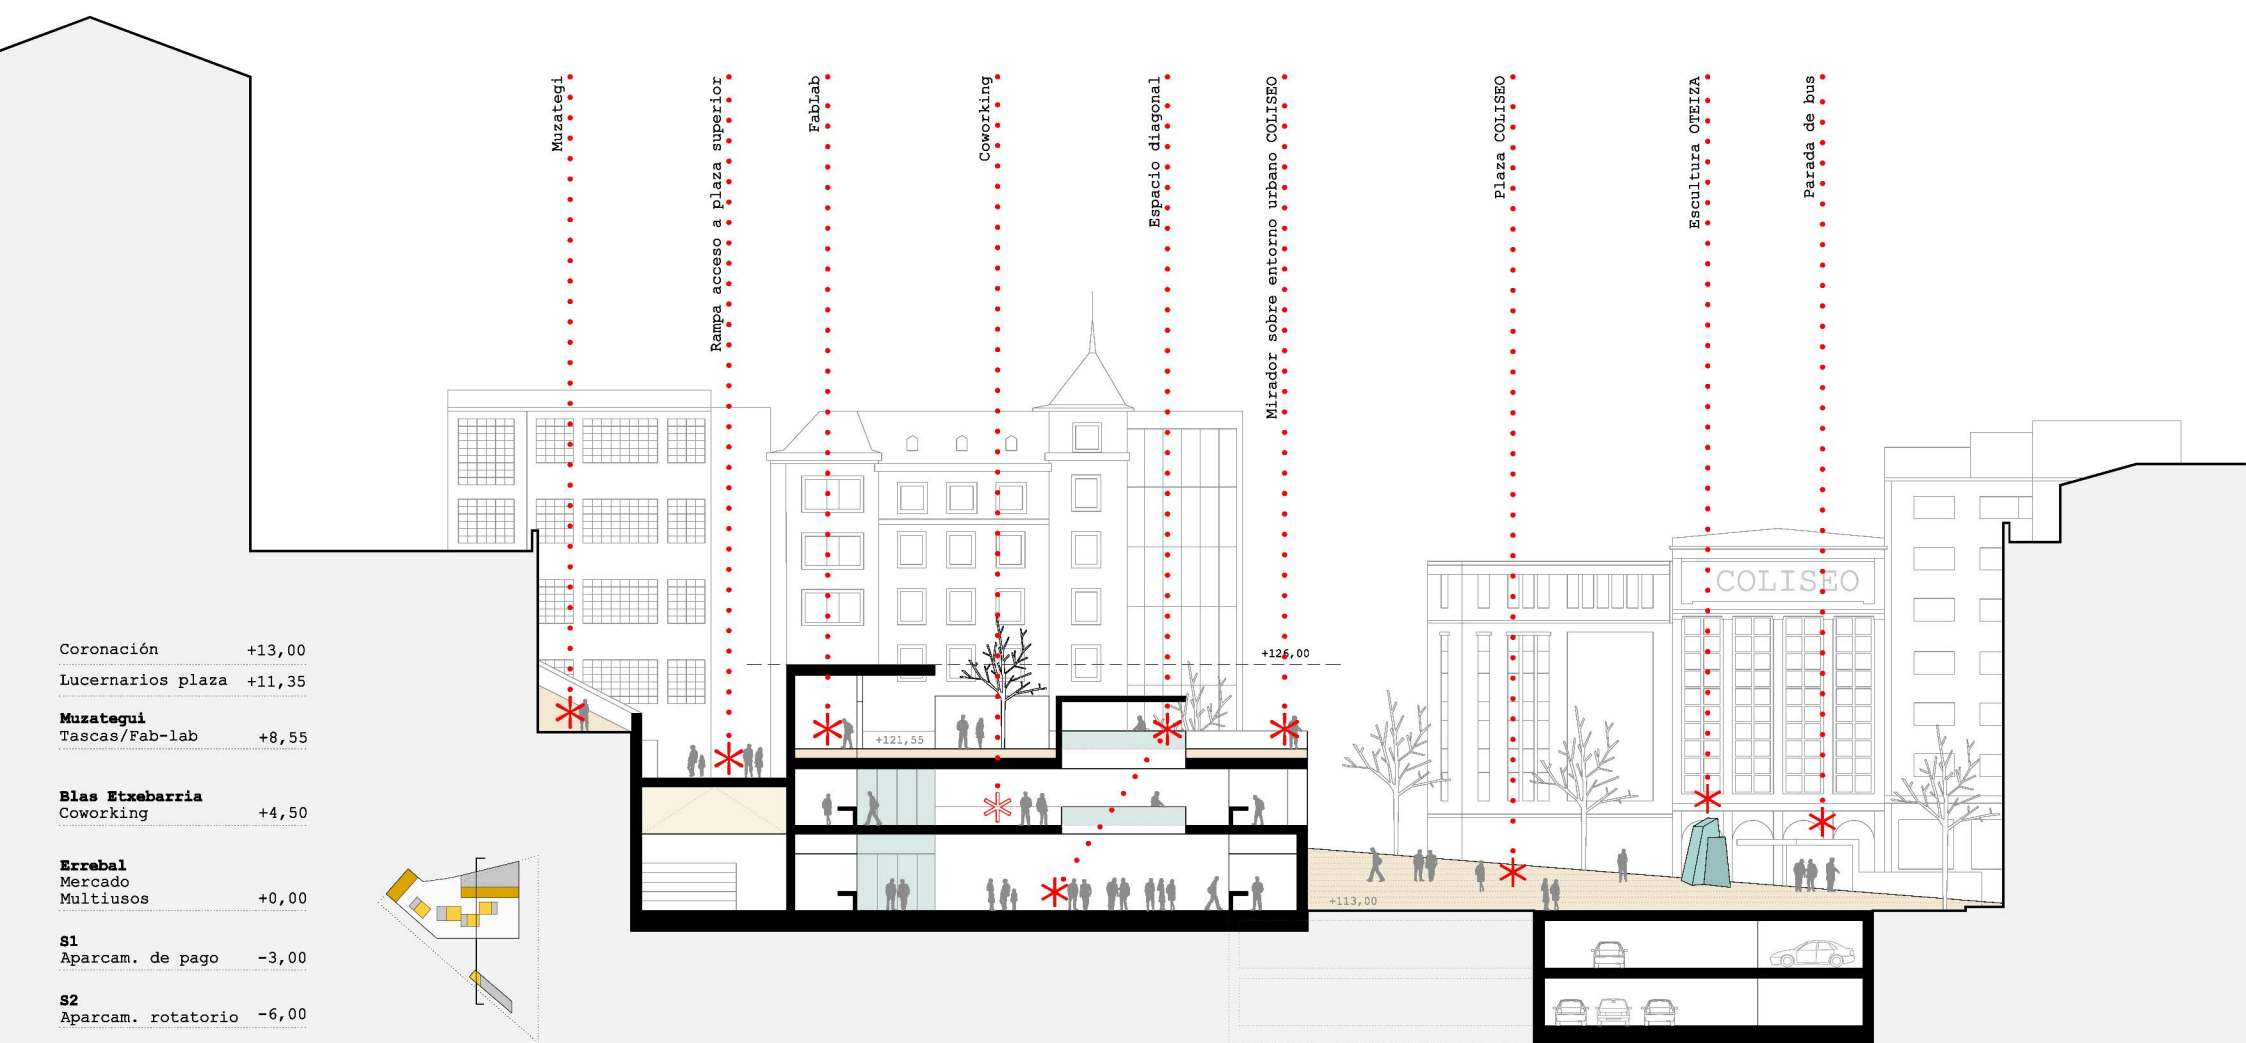 Muzategi
Rampa acceso a plaza superior
FabLab
Coworking
Espacio diagonal
Mirador sobre entorno urbano COLISEO
Plaza COLISEO
Escultura OTEIZA
Parada de bus
COLISEO
+126,00
+121,55
+113,00
Coronación +13,00
Lucernarios plaza +11,35
Muzategui
Tascas/Fab-lab +8,55
Blas Etxebarria
Coworking +4,50
Errebal
Mercado
Multiusos +0,00
S1
Aparcam. de pago -3,00
S2
Aparcam. rotatorio -6,00